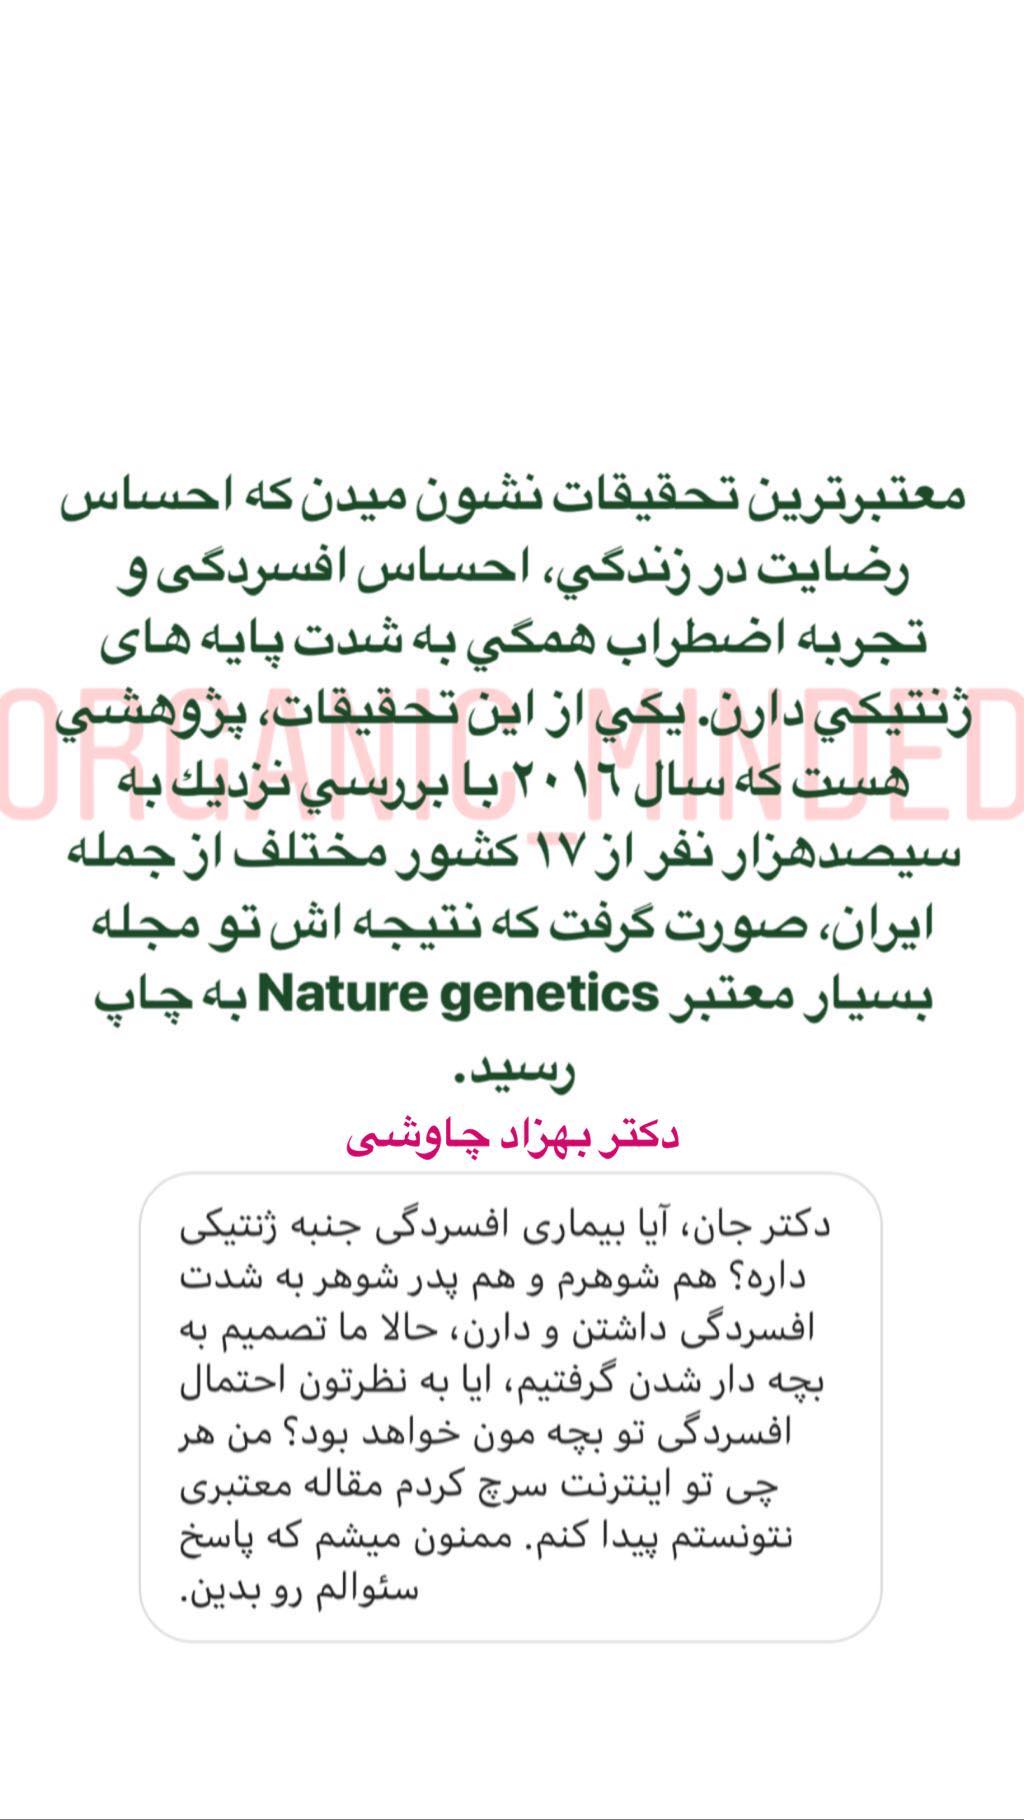 معتبرترین تحقیقات نشون میدن که احساس
رضایت در زندگي، احساس افسردگی و
تجربه اضطراب همگي به شدت پایه های
ژنتیکي دارن. یکي از این تحقیقات، پژوهشي
هست که سال ٢٠١٦ با بررسي نزديك به
سیصدهزار نفر از ١٧ کشور مختلف از جمله
ایران، صورت گرفت که نتیجه اش تو مجله
بسیار معتبر Nature genetics به چاپ
رسید.
ORGANIC_MINDED
دکتر بهزاد چاوشی
دکتر جان، آیا بیماری افسردگی جنبه ژنتیکی
داره؟ هم شوهرم و هم پدر شوهر به شدت
افسردگی داشتن و دارن، حالا ما تصمیم به
بچه دار شدن گرفتیم، ایا به نظرتون احتمال
افسردگی تو بچه مون خواهد بود؟ من هر
چی تو اینترنت سرچ کردم مقاله معتبری
نتونستم پیدا کنم. ممنون میشم که پاسخ
سئوالم رو بدین.